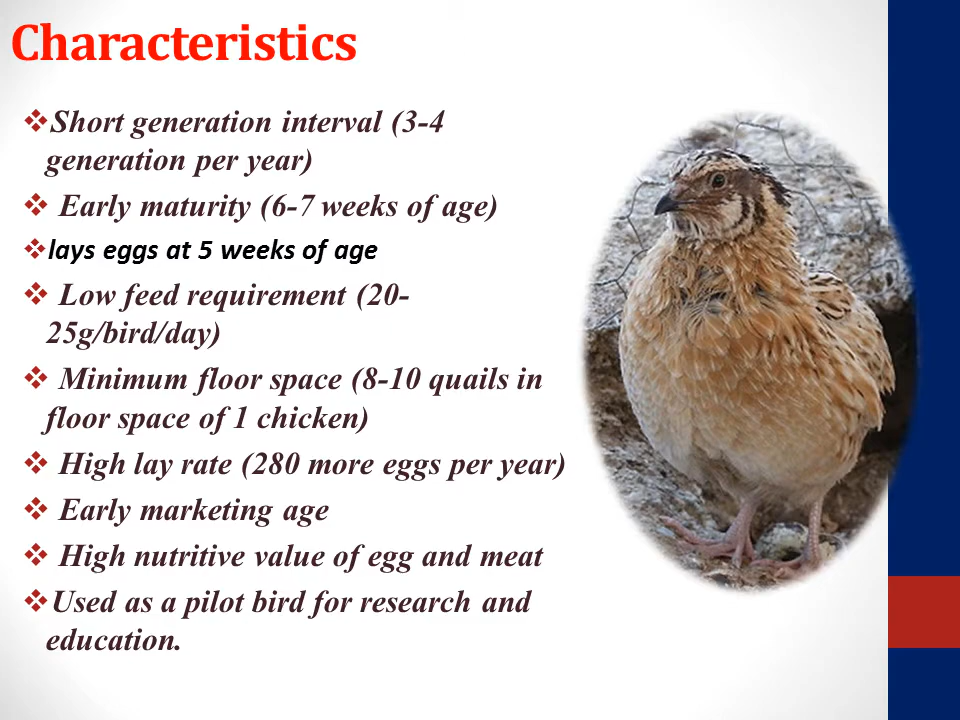 Characteristics
❖Short generation interval (3-4
generation per year)
❖ Early maturity (6-7 weeks of age)
❖lays eggs at 5 weeks of age
❖ Low feed requirement (20-
25g/bird/day)
❖ Minimum floor space (8-10 quails in
floor space of 1 chicken)
❖ High lay rate (280 more eggs per year)
❖ Early marketing age
❖ High nutritive value of egg and meat
❖Used as a pilot bird for research and
education.